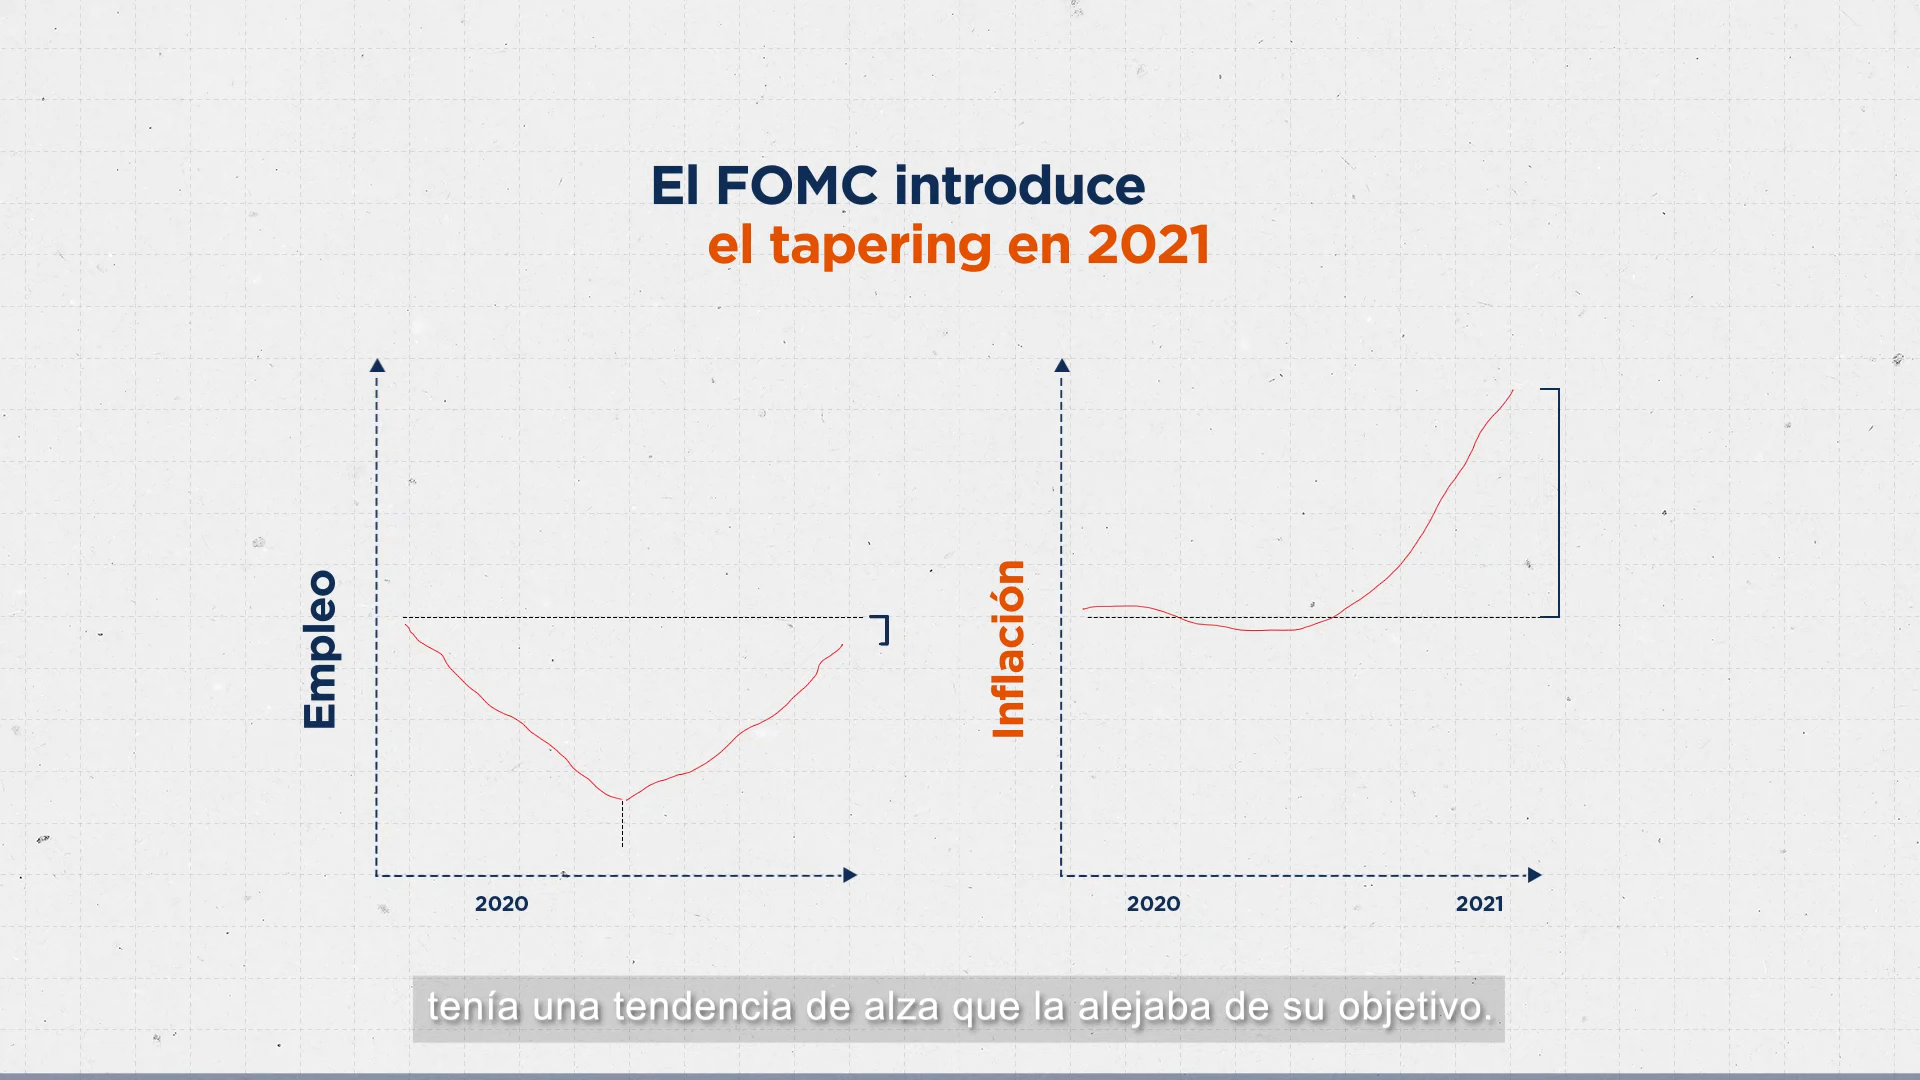 El FOMC introduce
el tapering en 2021
Empleo
Inflación
2020
2020
2021
tenía una tendencia de alza que la alejaba de su objetivo.